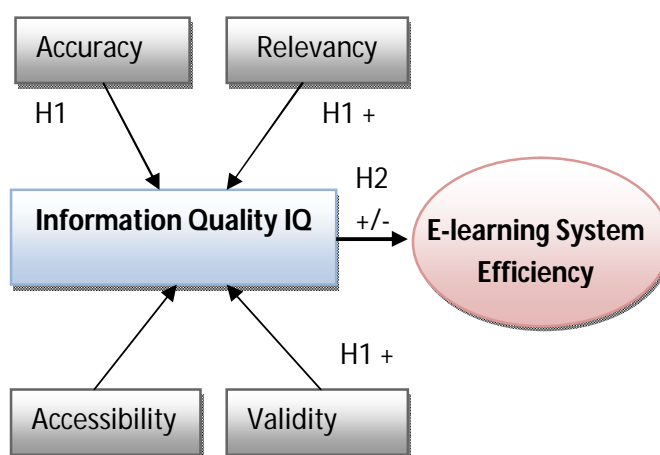 Accuracy
Relevancy
H1
H1 +
H2
+/-
Information Quality IQ
E-learning System
Efficiency
H1 +
Accessibility
Validity